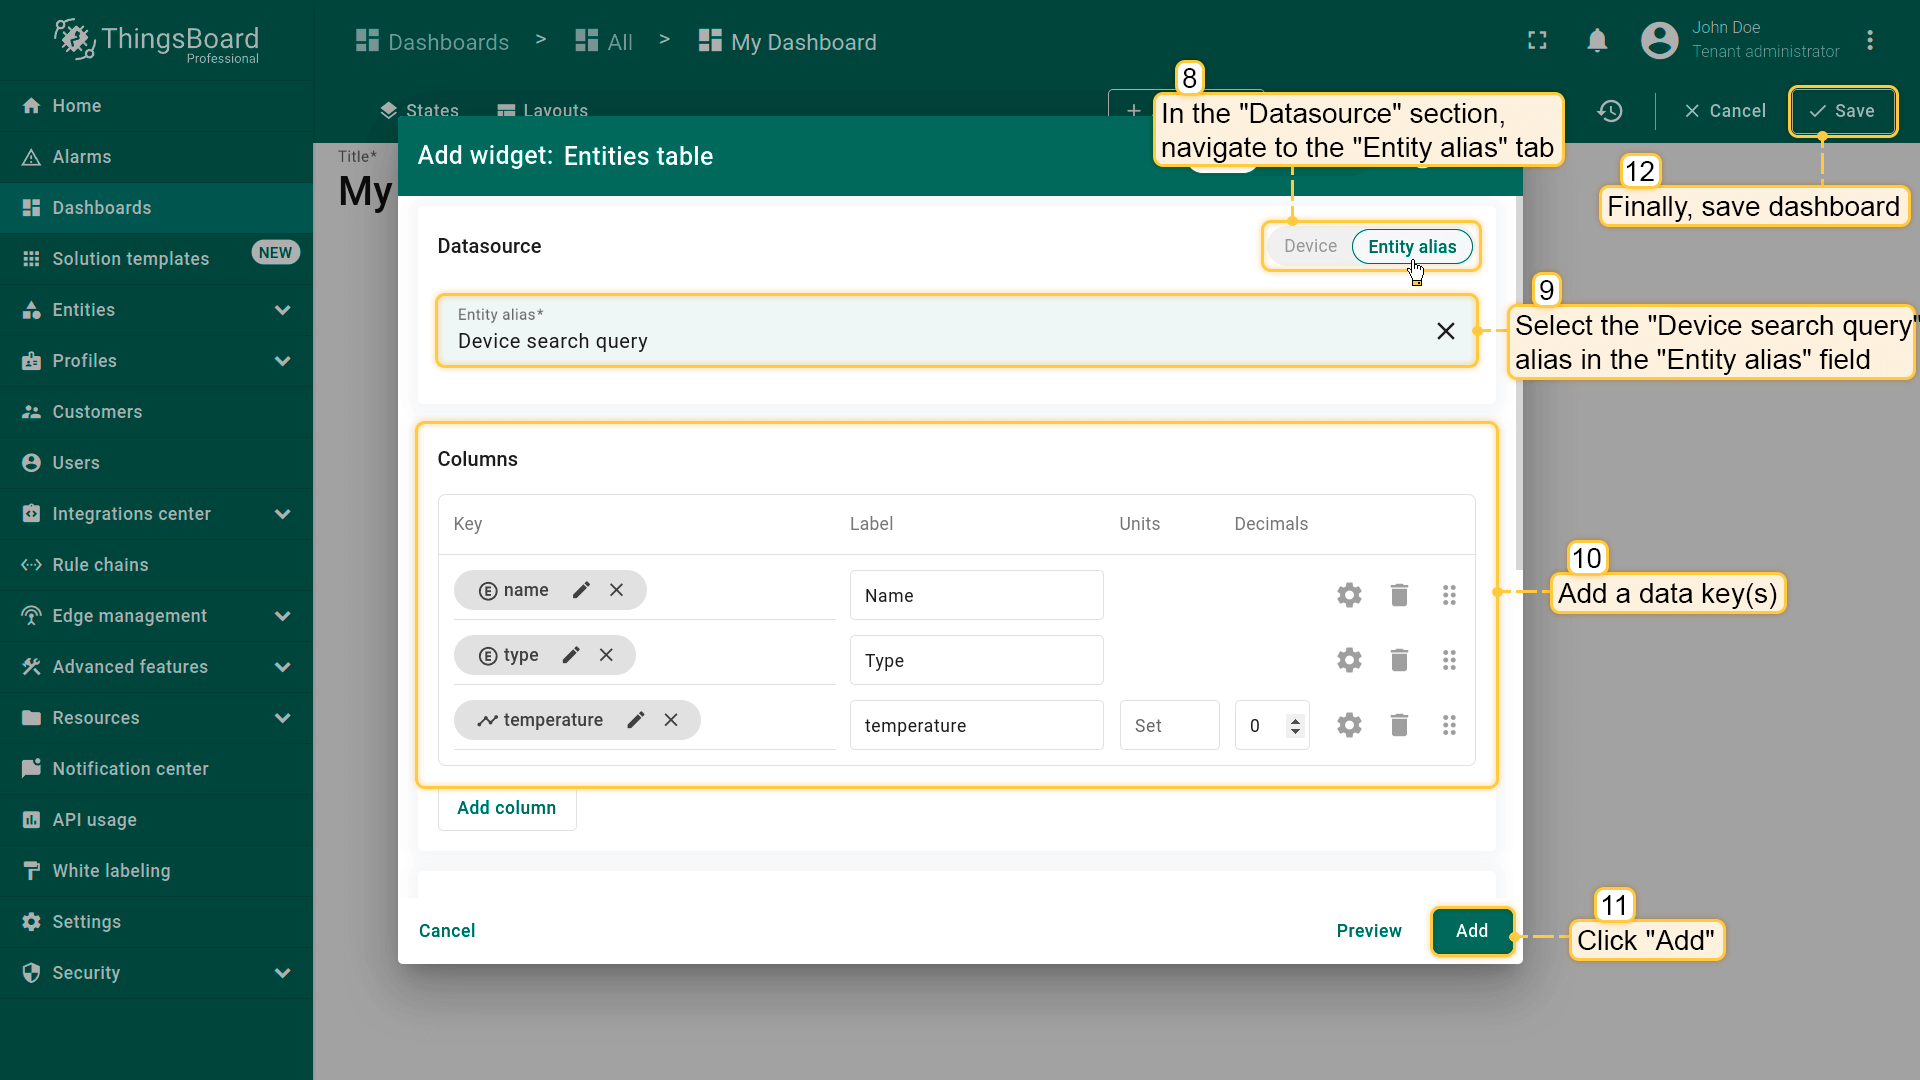 ThingsBoard
Professional
Dashboards > All > My Dashboard
John Doe
Tenant administrator
States
Layouts
Cancel
Save
Home
Alarms
Dashboards
Solution templates
NEW
Entities
Profiles
Customers
Users
Integrations center
Rule chains
Edge management
Advanced features
Resources
Notification center
API usage
White labeling
Settings
Security
Title*
My
Add widget: Entities table
8
In the "Datasource" section,
navigate to the "Entity alias" tab
12
Finally, save dashboard
Datasource
Device
Entity alias
Entity alias*
Device search query
9
Select the "Device search query"
alias in the "Entity alias" field
Columns
Key Label Units Decimals
name Name
type Type
temperature temperature Set 0
10
Add a data key(s)
Add column
Cancel
Preview
Add
11
Click "Add"